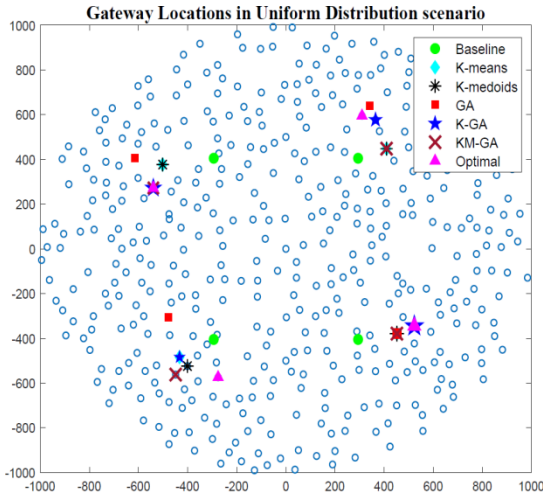 Gateway Locations in Uniform Distribution scenario
1000
800
600
400
200
0
-200
-400
-600
-800
-1000
-1000
-800
-600
-400
-200
0
200
400
600
800
1000
Baseline
K-means
K-medoids
GA
K-GA
KM-GA
Optimal